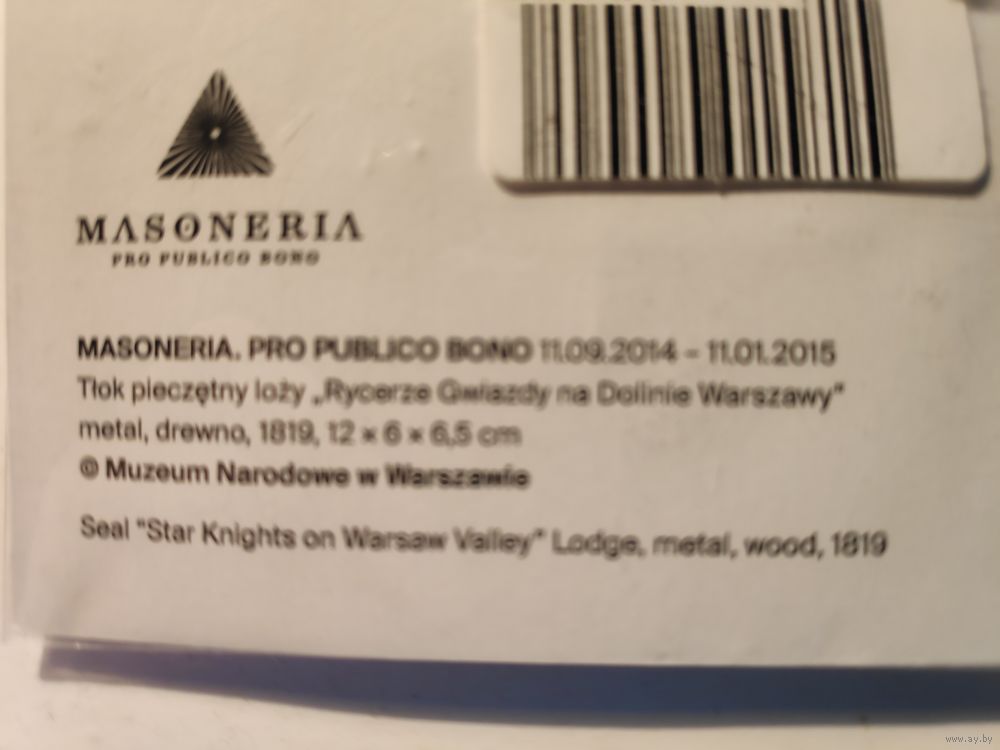 MASONERIA
PRO PUBLICO BONO
MASONERIA. PRO PUBLICO BONO 11.09.2014 – 11.01.2015
Tłok pieczętny loży „Rycerze Gwiazdy na Dolinie Warszawy”
metal, drewno, 1819, 12 × 6 × 6,5 cm
© Muzeum Narodowe w Warszawie
Seal "Star Knights on Warsaw Valley" Lodge, metal, wood, 1819
www.ay.by